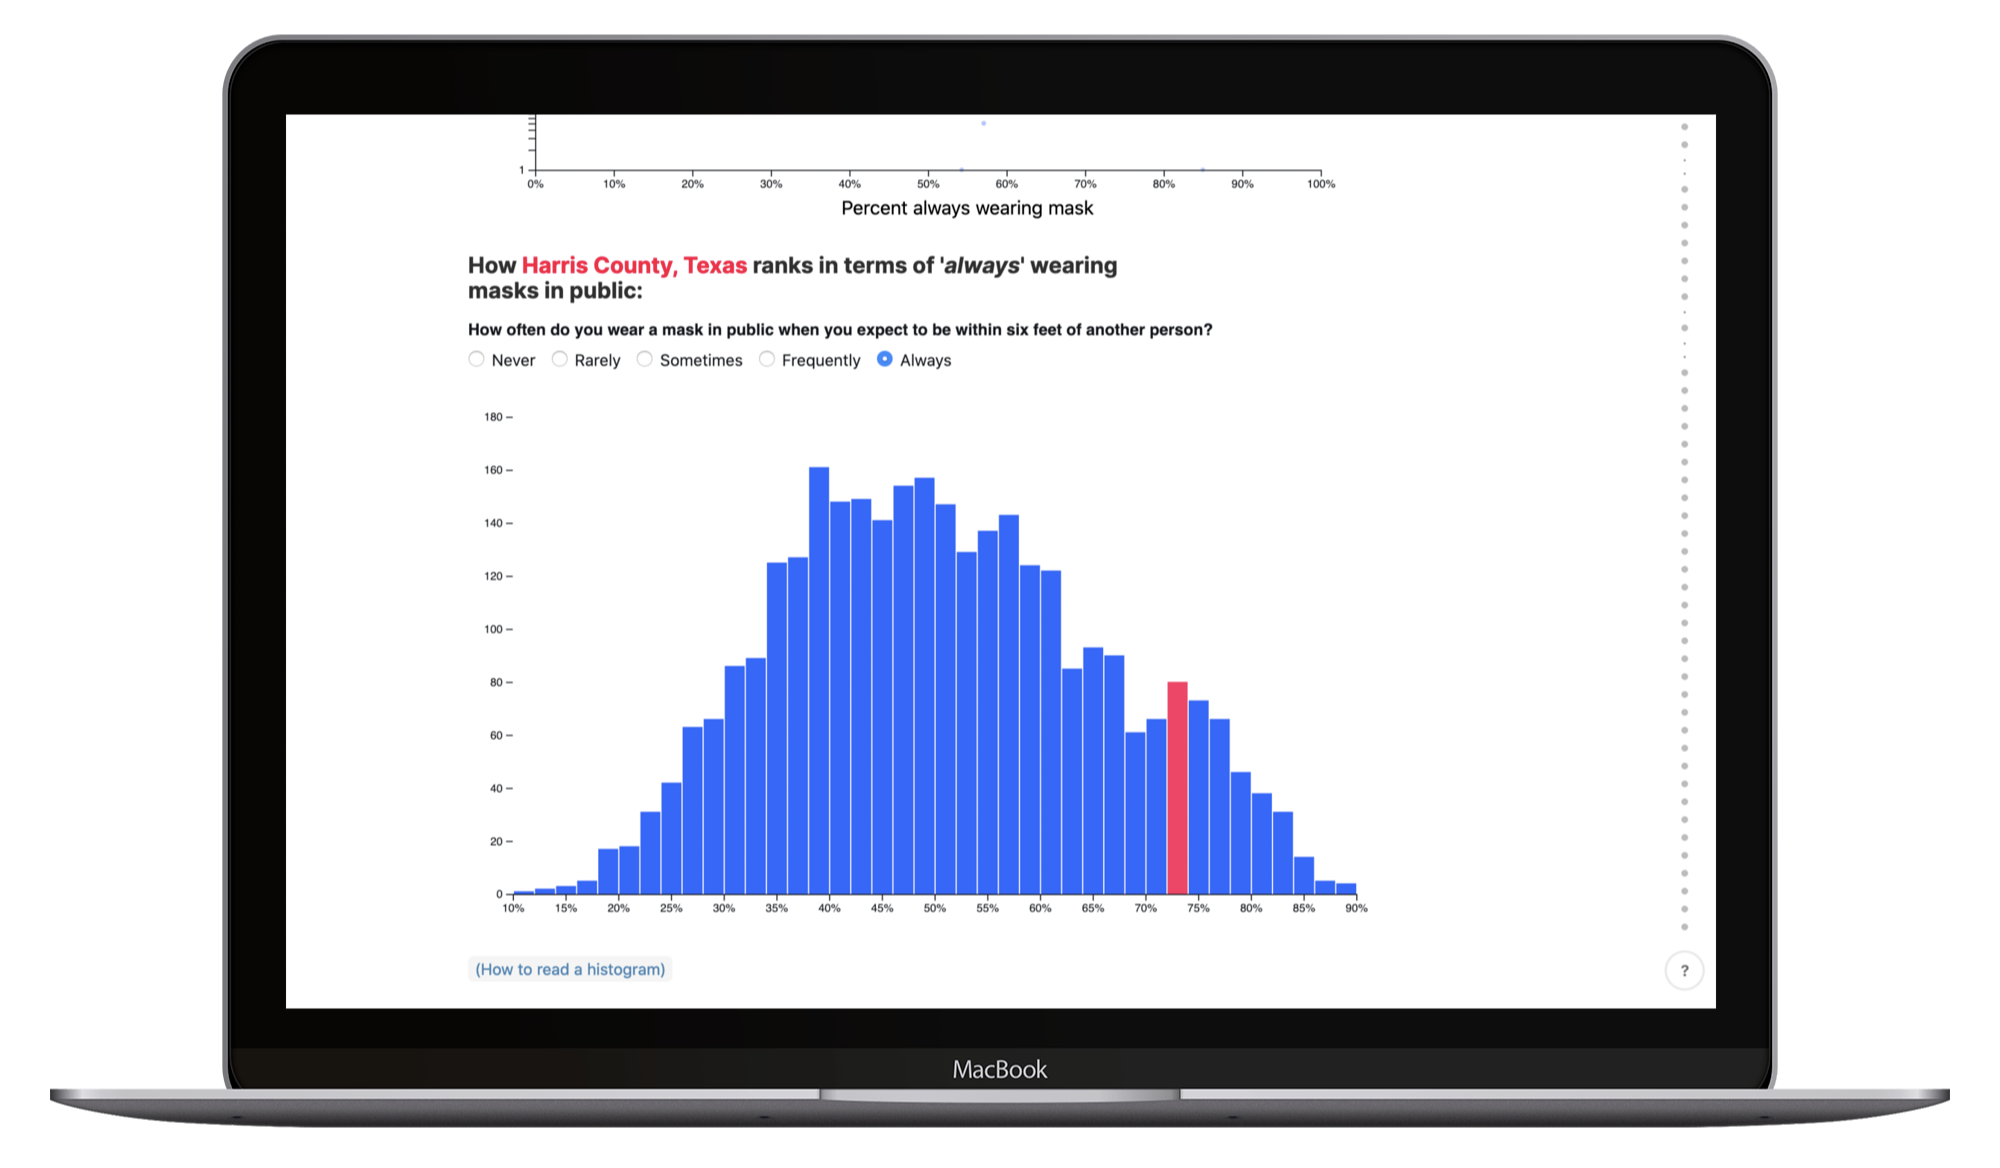 1
0% 10% 20% 30% 40% 50% 60% 70% 80% 90% 100%
Percent always wearing mask
How Harris County, Texas ranks in terms of 'always' wearing
masks in public:
How often do you wear a mask in public when you expect to be within six feet of another person?
Never Rarely Sometimes Frequently Always
180
160
140
120
100
80
60
40
20
0
10% 15% 20% 25% 30% 35% 40% 45% 50% 55% 60% 65% 70% 75% 80% 85% 90%
(How to read a histogram)
?
MacBook